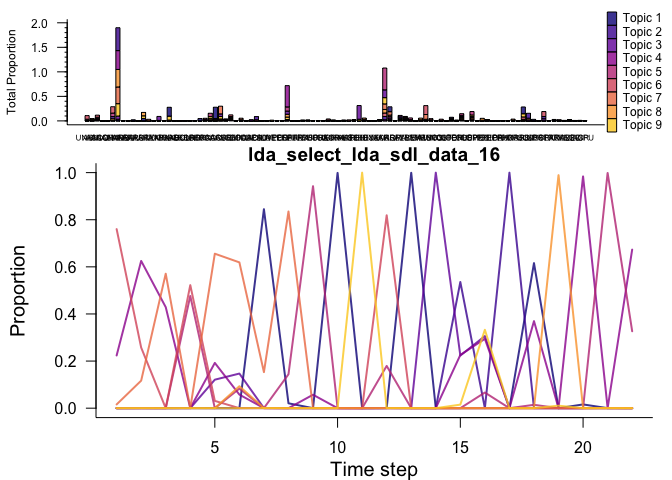 Total Proportion
2.0
1.5
1.0
0.5
0.0
Topic 1
Topic 2
Topic 3
Topic 4
Topic 5
Topic 6
Topic 7
Topic 8
Topic 9
lda_select_lda_sdl_data_16
Proportion
1.0
0.8
0.6
0.4
0.2
0.0
5
10
15
20
Time step